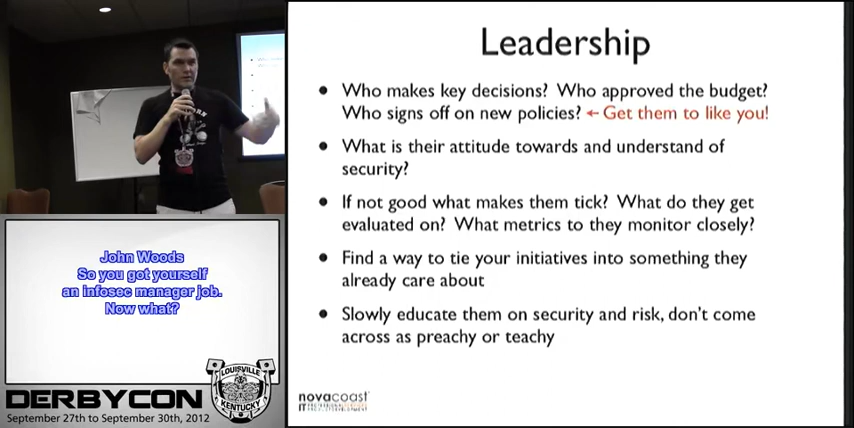 Leadership
• Who makes key decisions? Who approved the budget?
Who signs off on new policies? ← Get them to like you!
• What is their attitude towards and understand of
security?
• If not good what makes them tick? What do they get
evaluated on? What metrics to they monitor closely?
• Find a way to tie your initiatives into something they
already care about
• Slowly educate them on security and risk, don't come
across as preachy or teachy
novacoast
IT
John Woods
So you got yourself
an infosec manager job.
Now what?
LOUISVILLE
KENTUCKY
DERBYCON
September 27th to September 30th, 2012